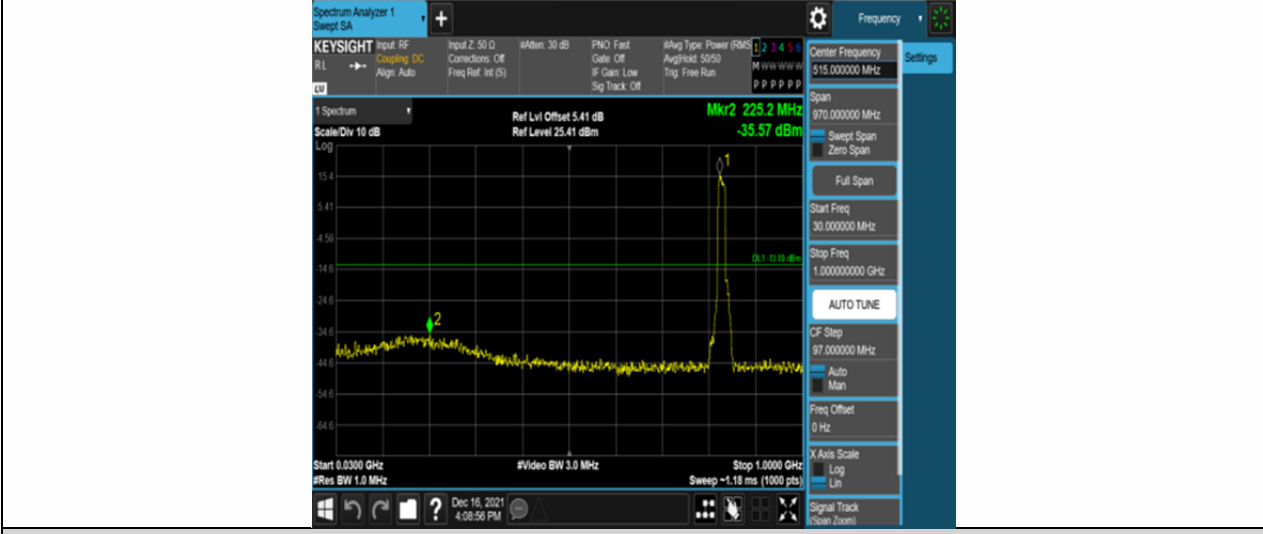 Spectrum Analyzer 1
Swept SA
Frequency
KEYSIGHT
RL
LXI
Input: RF
Coupling: DC
Align: Auto
Input Z: 50 Ω
Corrections: Off
Freq Ref: Int (S)
#Atten: 30 dB
PNO: Fast
Gate: Off
IF Gain: Low
Sig Track: Off
#Avg Type: Power (RMS
Avg|Hold: 50/50
Trig: Free Run
1 2 3 4 5 6
M W W W W W
P P P P P P
Center Frequency
515.000000 MHz
Settings
Span
970.000000 MHz
Swept Span
Zero Span
Full Span
Start Freq
30.000000 MHz
Stop Freq
1.000000000 GHz
AUTO TUNE
CF Step
97.000000 MHz
Auto
Man
Freq Offset
0 Hz
X Axis Scale
Log
Lin
Signal Track
(Span Zoom)
1 Spectrum
Scale/Div 10 dB
Log
Ref Lvl Offset 5.41 dB
Ref Level 25.41 dBm
Mkr2 225.2 MHz
-35.57 dBm
1
15.4
5.41
-4.59
DL1 -13.00 dBm
-14.6
-24.6
2
-34.6
-44.6
-54.6
-64.6
Start 0.0300 GHz
#Res BW 1.0 MHz
#Video BW 3.0 MHz
Stop 1.0000 GHz
Sweep ~1.18 ms (1000 pts)
?
Dec 16, 2021
4:08:56 PM